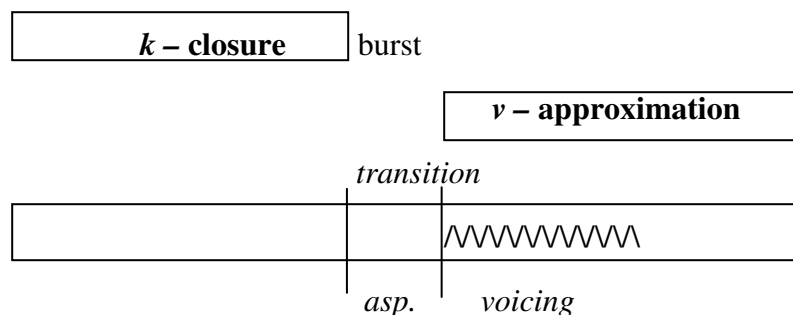 k – closure burst
v – approximation
transition
asp. voicing